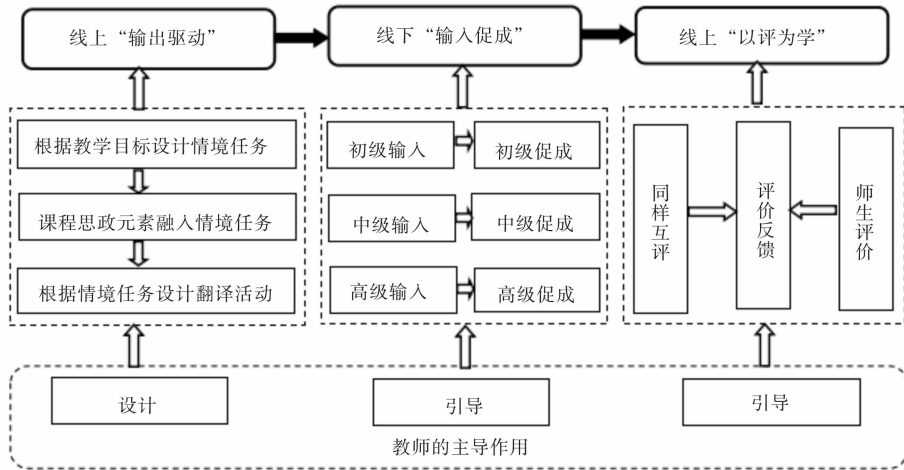 线上“输出驱动”
线下“输入促成”
线上“以评为学”
根据教学目标设计情境任务
课程思政元素融入情境任务
根据情境任务设计翻译活动
初级输入
初级促成
中级输入
中级促成
高级输入
高级促成
同样互评
评价反馈
师生评价
设计
引导
引导
教师的主导作用